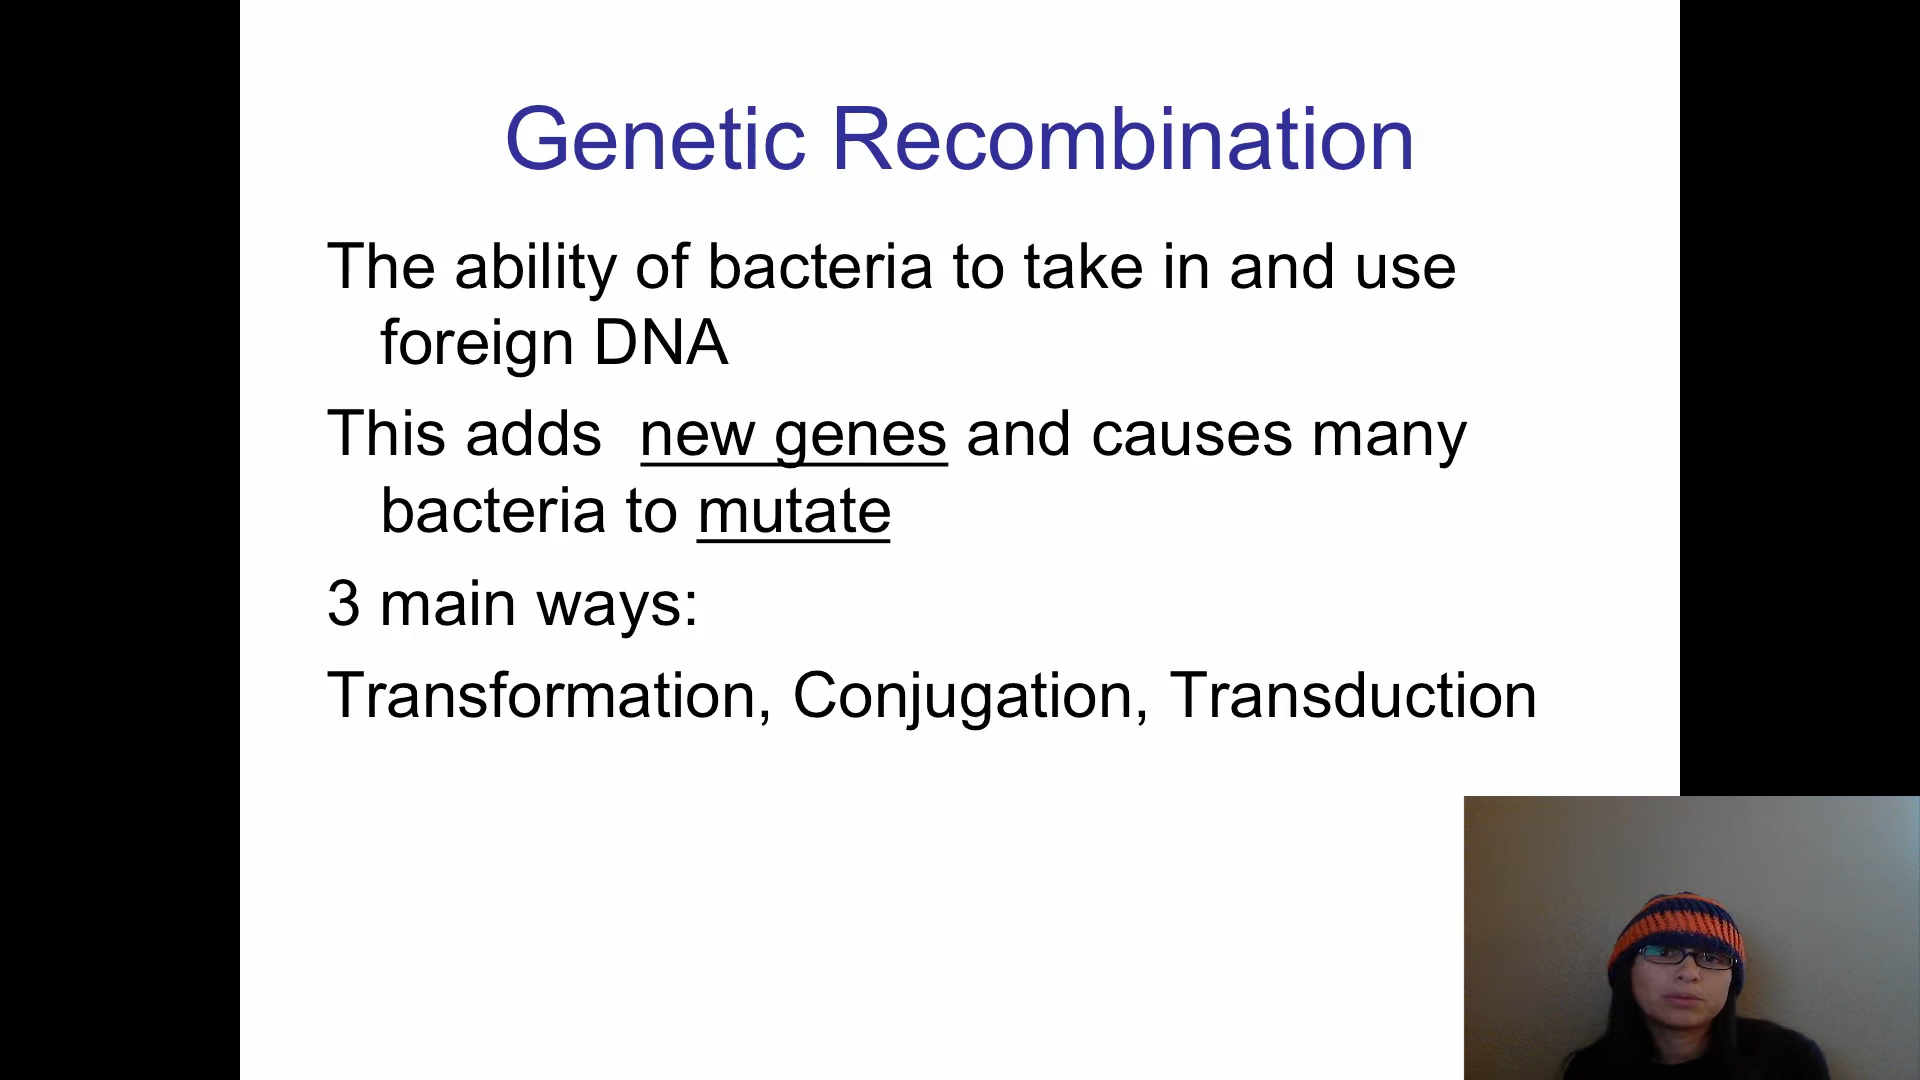 Genetic Recombination
The ability of bacteria to take in and use
foreign DNA
This adds  new genes and causes many
bacteria to mutate
3 main ways:
Transformation, Conjugation, Transduction